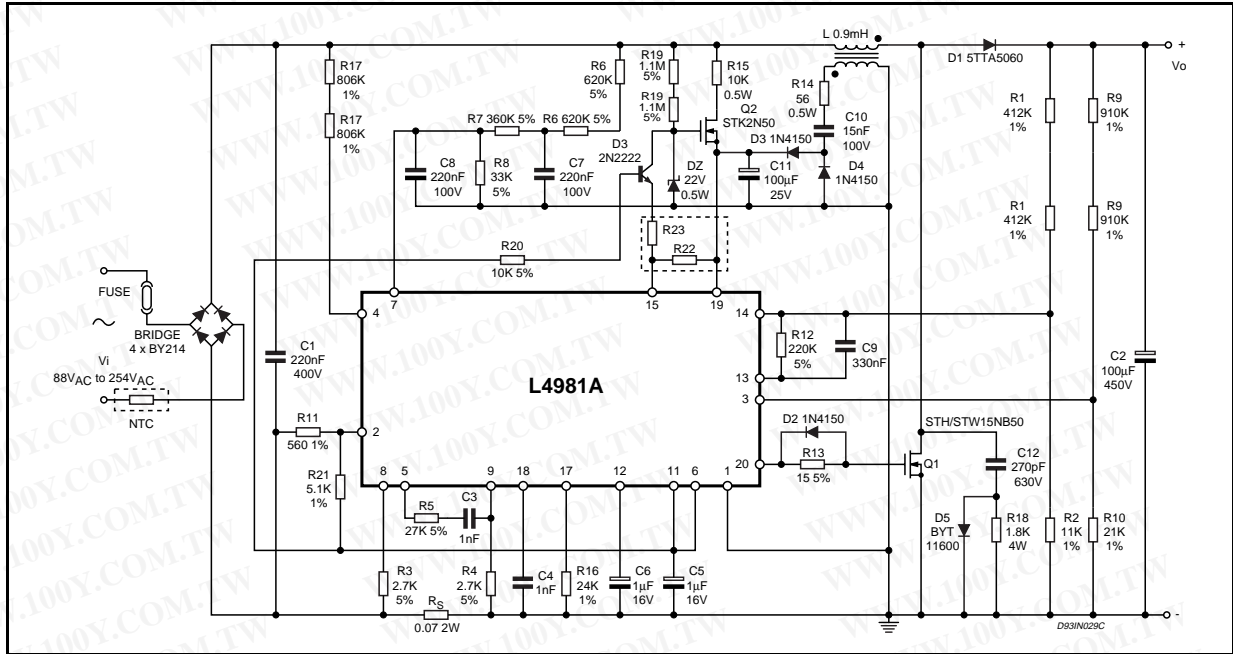 L 0.9mH
D1 5TTA5060
+
Vo
R17
806K
1%
R17
806K
1%
R6
620K
5%
R19
1.1M
5%
R19
1.1M
5%
R15
10K
0.5W
Q2
STK2N50
R14
56
0.5W
C10
15nF
100V
R1
412K
1%
R9
910K
1%
R7 360K 5%
R6 620K 5%
D3
2N2222
D3 1N4150
C8
220nF
100V
R8
33K
5%
C7
220nF
100V
DZ
22V
0.5W
C11
100µF
25V
D4
1N4150
R1
412K
1%
R9
910K
1%
R23
R22
R20
10K 5%
FUSE
BRIDGE
4 x BY214
Vi
88VAC to 254VAC
NTC
C1
220nF
400V
R11
560 1%
R21
5.1K
1%
7
15
19
4
14
L4981A
13
3
2
20
8
5
9
18
17
12
11
6
1
R12
220K
5%
C9
330nF
C2
100µF
450V
D2 1N4150
R13
15 5%
STH/STW15NB50
Q1
C12
270pF
630V
R5
27K 5%
C3
1nF
D5
BYT
11600
R18
1.8K
4W
R2
11K
1%
R10
21K
1%
R3
2.7K
5%
RS
0.07 2W
R4
2.7K
5%
C4
1nF
R16
24K
1%
C6
1µF
16V
C5
1µF
16V
-
D93IN029C
WWW.100Y.COM.TW